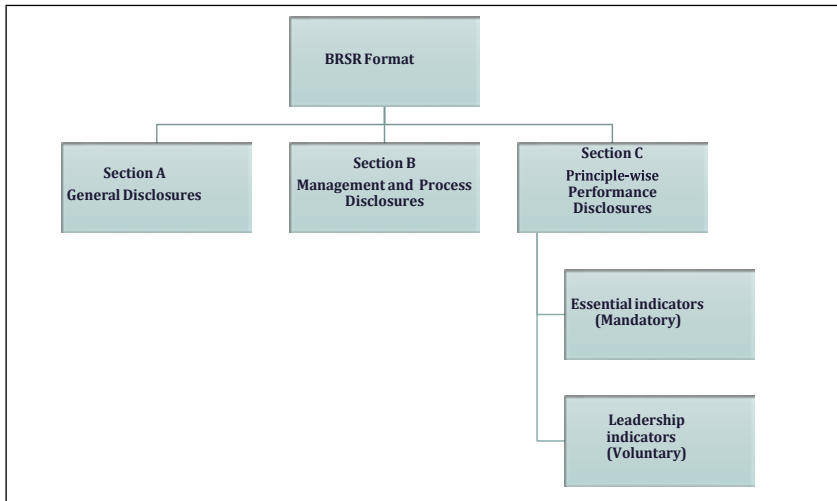 BRSR Format
Section A
General Disclosures
Section B
Management and Process
Disclosures
Section C
Principle-wise
Performance
Disclosures
Essential indicators
(Mandatory)
Leadership
indicators
(Voluntary)